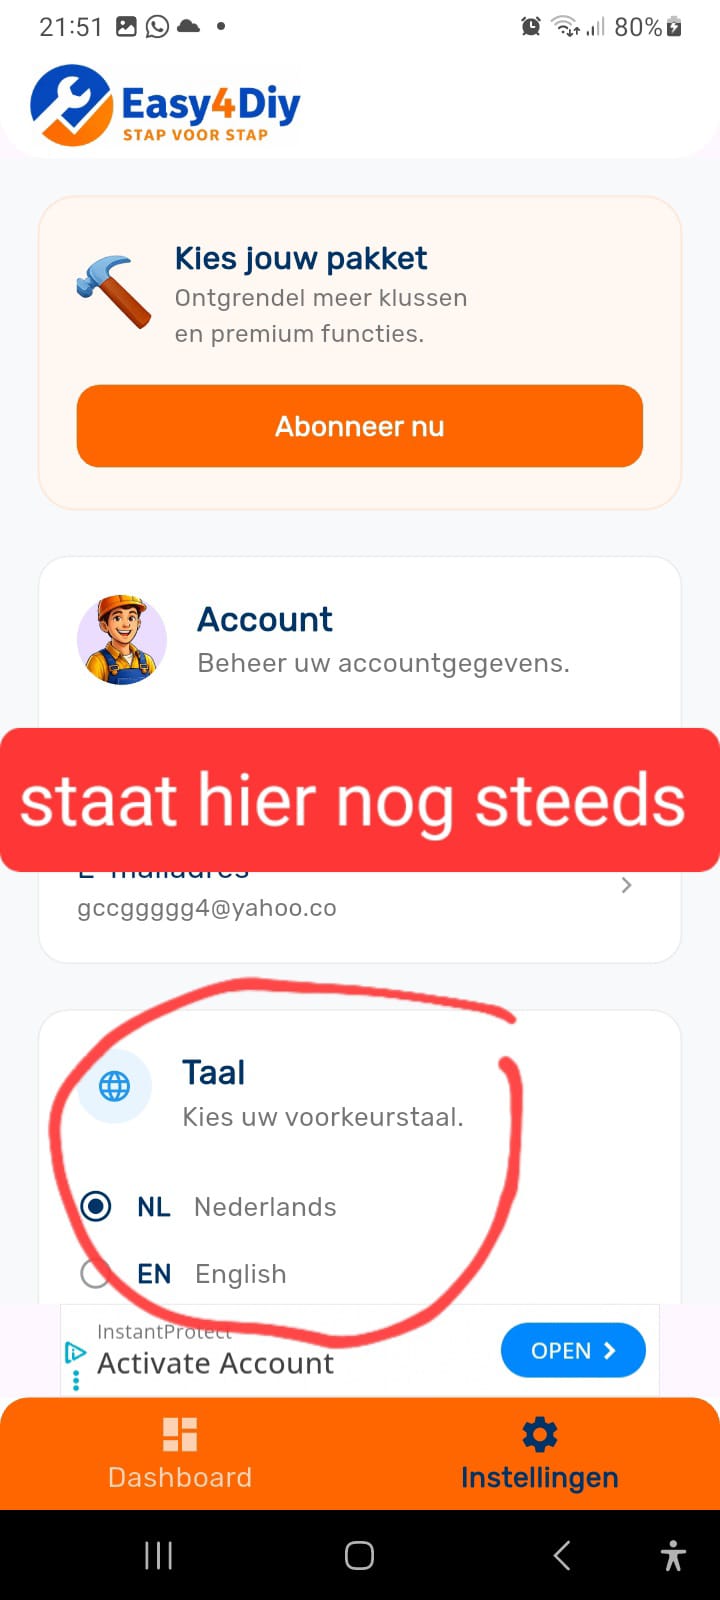 21:51
80%
Easy4Diy
STAP VOOR STAP
Kies jouw pakket
Ontgrendel meer klussen
en premium functies.
Abonneer nu
Account
Beheer uw accountgegevens.
staat hier nog steeds
E-mailadres
gccggggg4@yahoo.co
Taal
Kies uw voorkeurstaal.
NL Nederlands
EN English
InstantProtect
Activate Account
OPEN
Dashboard
Instellingen